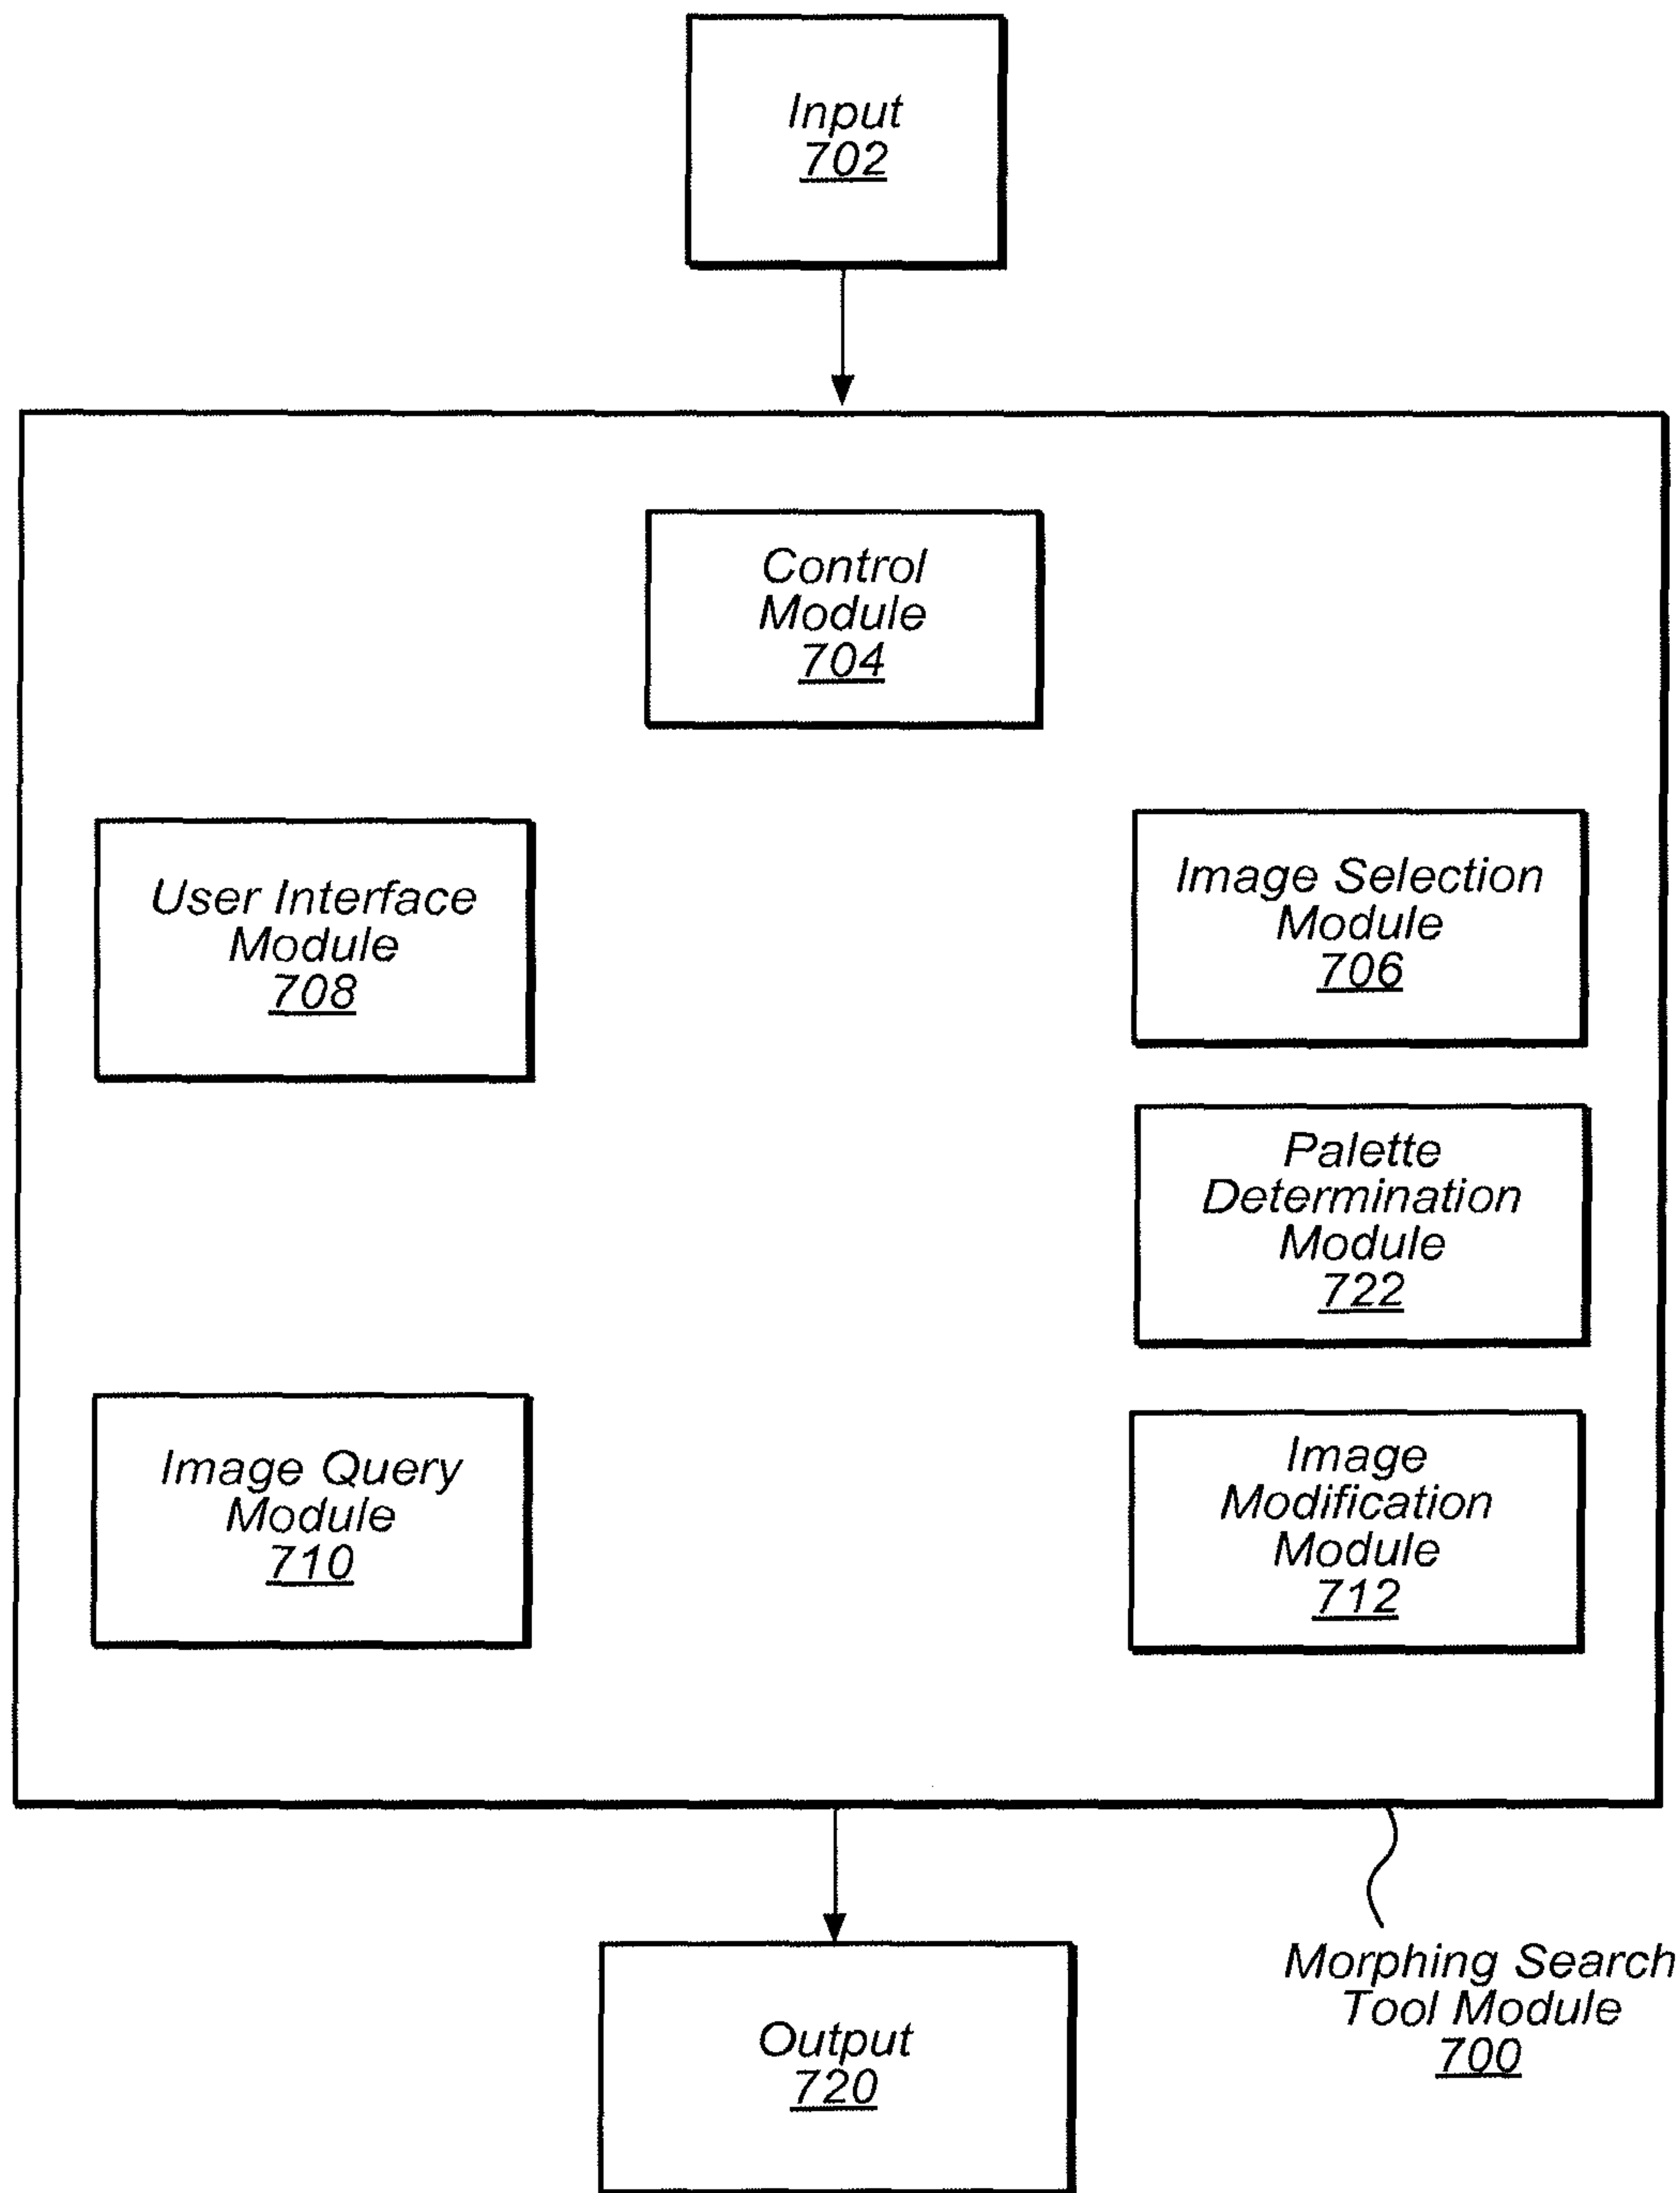 Input
702
Control
Module
704
User Interface
Module
708
Image Selection
Module
706
Palette
Determination
Module
722
Image Query
Module
710
Image
Modification
Module
712
Morphing Search
Tool Module
700
Output
720